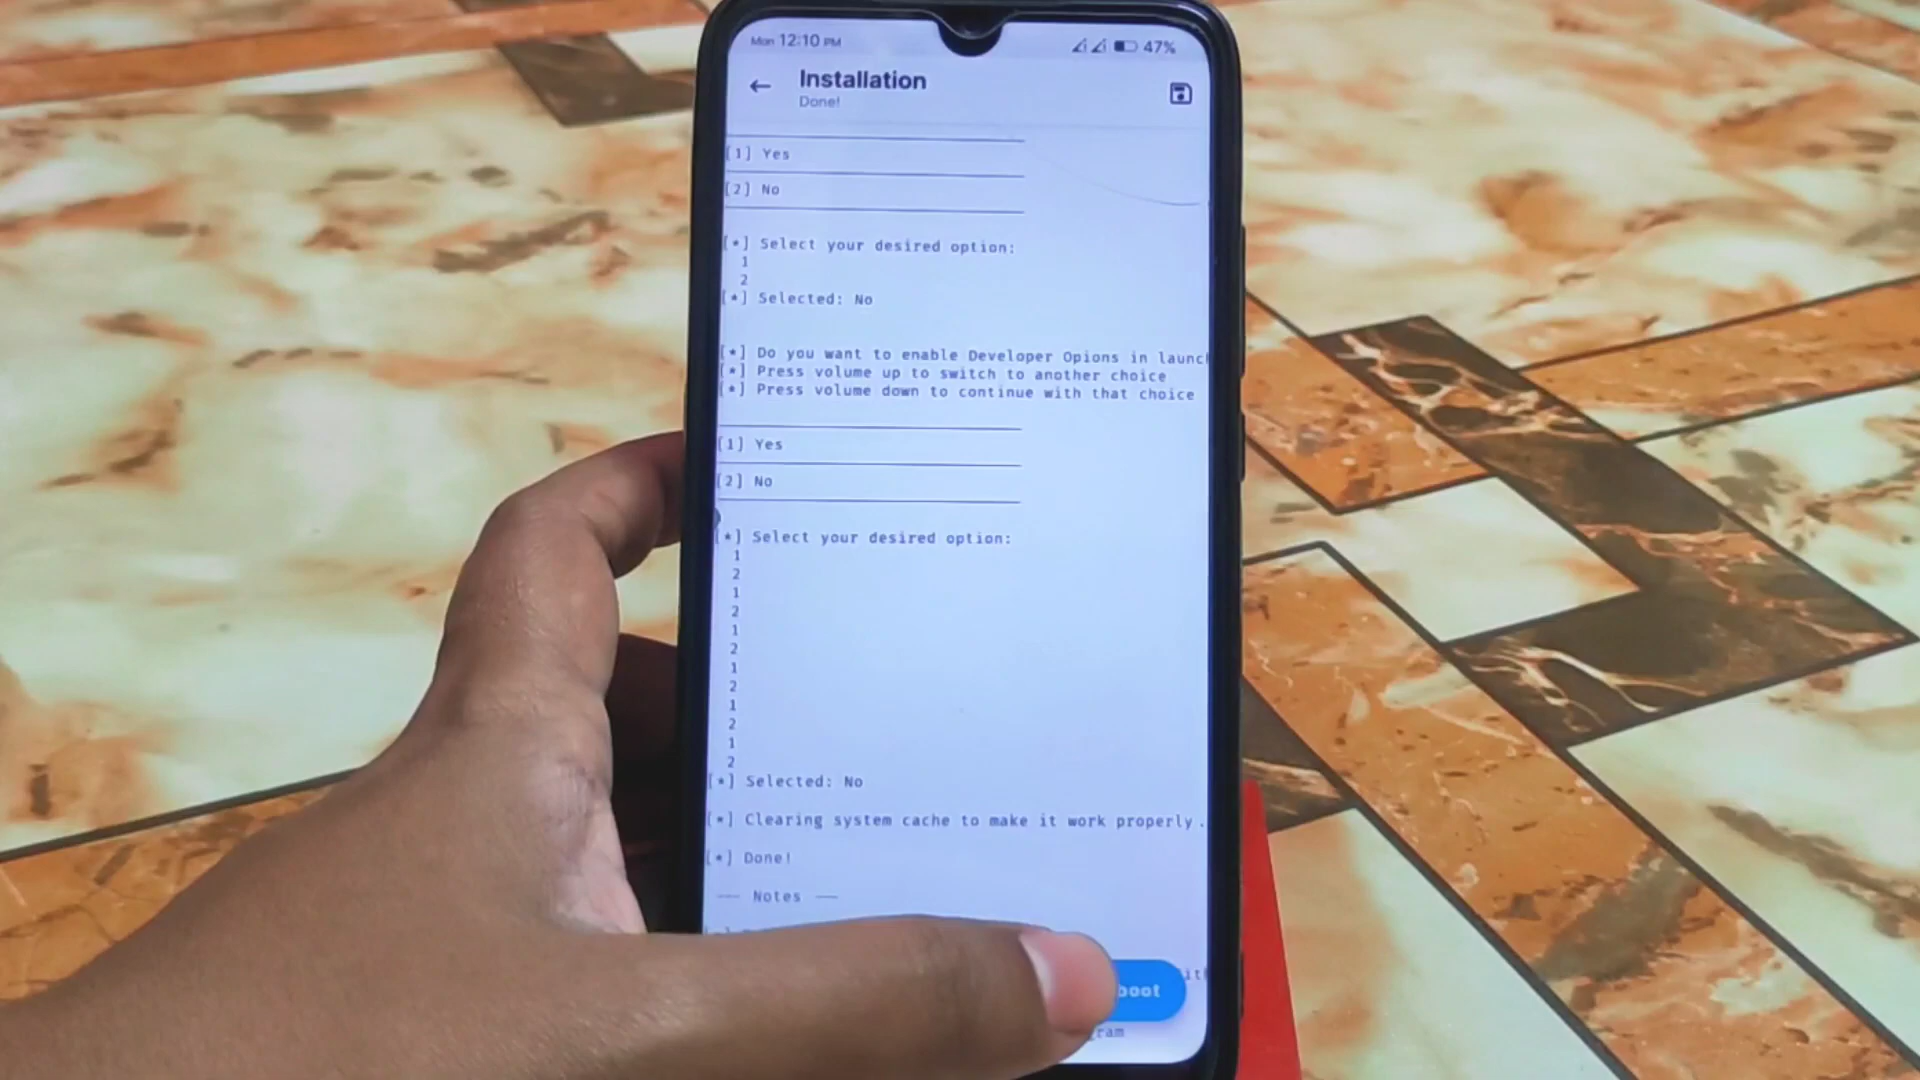 Mon 12:10 PM 47%
Installation
Done!
[1] Yes
[2] No
[*] Select your desired option:
1
2
[*] Selected: No
[*] Do you want to enable Developer Opions in launch
[*] Press volume up to switch to another choice
[*] Press volume down to continue with that choice
[1] Yes
[2] No
[*] Select your desired option:
1
2
1
2
1
2
1
2
1
2
1
2
[*] Selected: No
[*] Clearing system cache to make it work properly.
[*] Done!
— Notes —
boot
gram